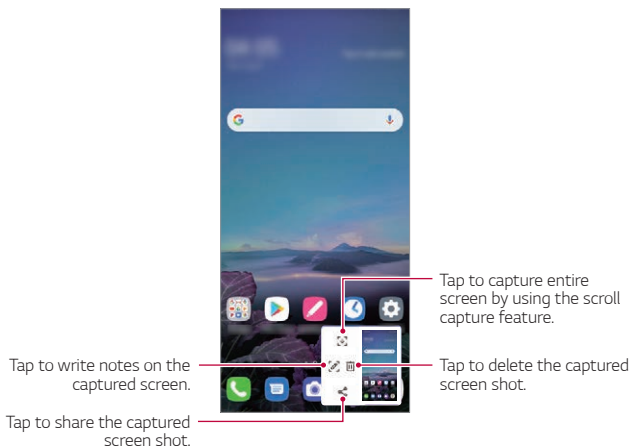 Tap to capture entire
screen by using the scroll
capture feature.
Tap to write notes on the
captured screen.
Tap to delete the captured
screen shot.
Tap to share the captured
screen shot.